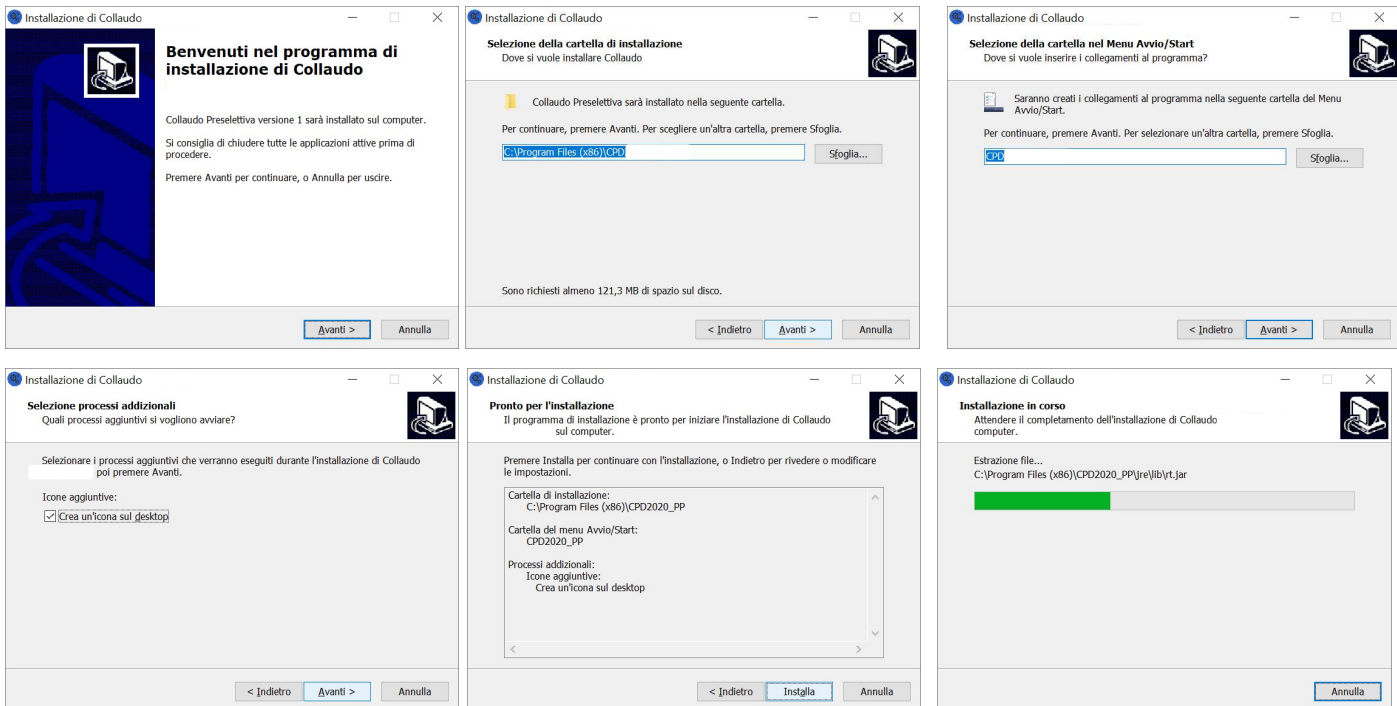 Installazione di Collaudo
Benvenuti nel programma di
installazione di Collaudo
Collaudo Preselettiva versione 1 sarà installato sul computer.
Si consiglia di chiudere tutte le applicazioni attive prima di
procedere.
Premere Avanti per continuare, o Annulla per uscire.
Avanti >
Annulla
Installazione di Collaudo
Selezione della cartella di installazione
Dove si vuole installare Collaudo
Collaudo Preselettiva sarà installato nella seguente cartella.
Per continuare, premere Avanti. Per scegliere un'altra cartella, premere Sfoglia.
C:\Program Files (x86)\CPD
Sfoglia...
Sono richiesti almeno 121,3 MB di spazio sul disco.
< Indietro
Avanti >
Annulla
Installazione di Collaudo
Selezione della cartella nel Menu Avvio/Start
Dove si vuole inserire i collegamenti al programma?
Saranno creati i collegamenti al programma nella seguente cartella del Menu
Avvio/Start.
Per continuare, premere Avanti. Per selezionare un'altra cartella, premere Sfoglia.
CPD
Sfoglia...
< Indietro
Avanti >
Annulla
Installazione di Collaudo
Selezione processi addizionali
Quali processi aggiuntivi si vogliono avviare?
Selezionare i processi aggiuntivi che verranno eseguiti durante l'installazione di Collaudo
poi premere Avanti.
Icone aggiuntive:
Crea un'icona sul desktop
< Indietro
Avanti >
Annulla
Installazione di Collaudo
Pronto per l'installazione
Il programma di installazione è pronto per iniziare l'installazione di Collaudo
sul computer.
Premere Installa per continuare con l'installazione, o Indietro per rivedere o modificare
le impostazioni.
Cartella di installazione:
C:\Program Files (x86)\CPD2020_PP
Cartella del menu Avvio/Start:
CPD2020_PP
Processi addizionali:
Icone aggiuntive:
Crea un'icona sul desktop
< Indietro
Installa
Annulla
Installazione di Collaudo
Installazione in corso
Attendere il completamento dell'installazione di Collaudo
computer.
Estrazione file...
C:\Program Files (x86)\CPD2020_PP\jre\lib\rt.jar
Annulla